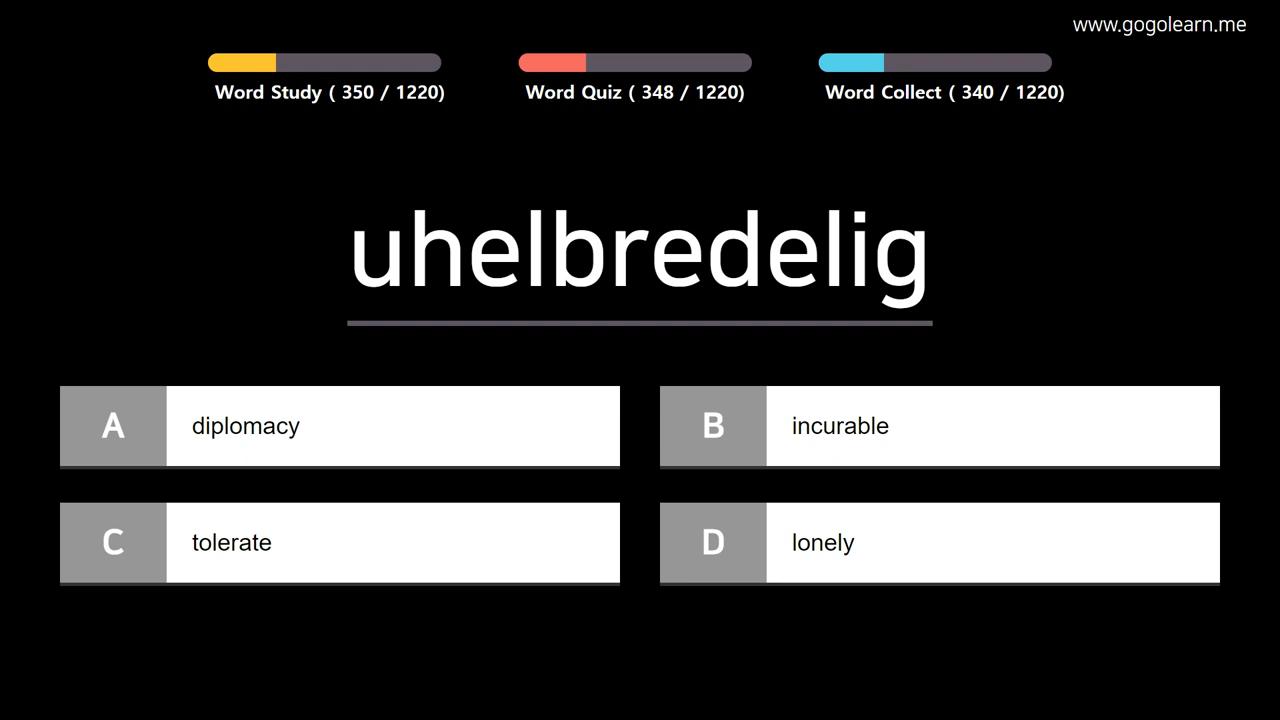 www.gogolearn.me
Word Study ( 350 / 1220)
Word Quiz ( 348 / 1220)
Word Collect ( 340 / 1220)
uhelbredelig
A diplomacy
B incurable
C tolerate
D lonely